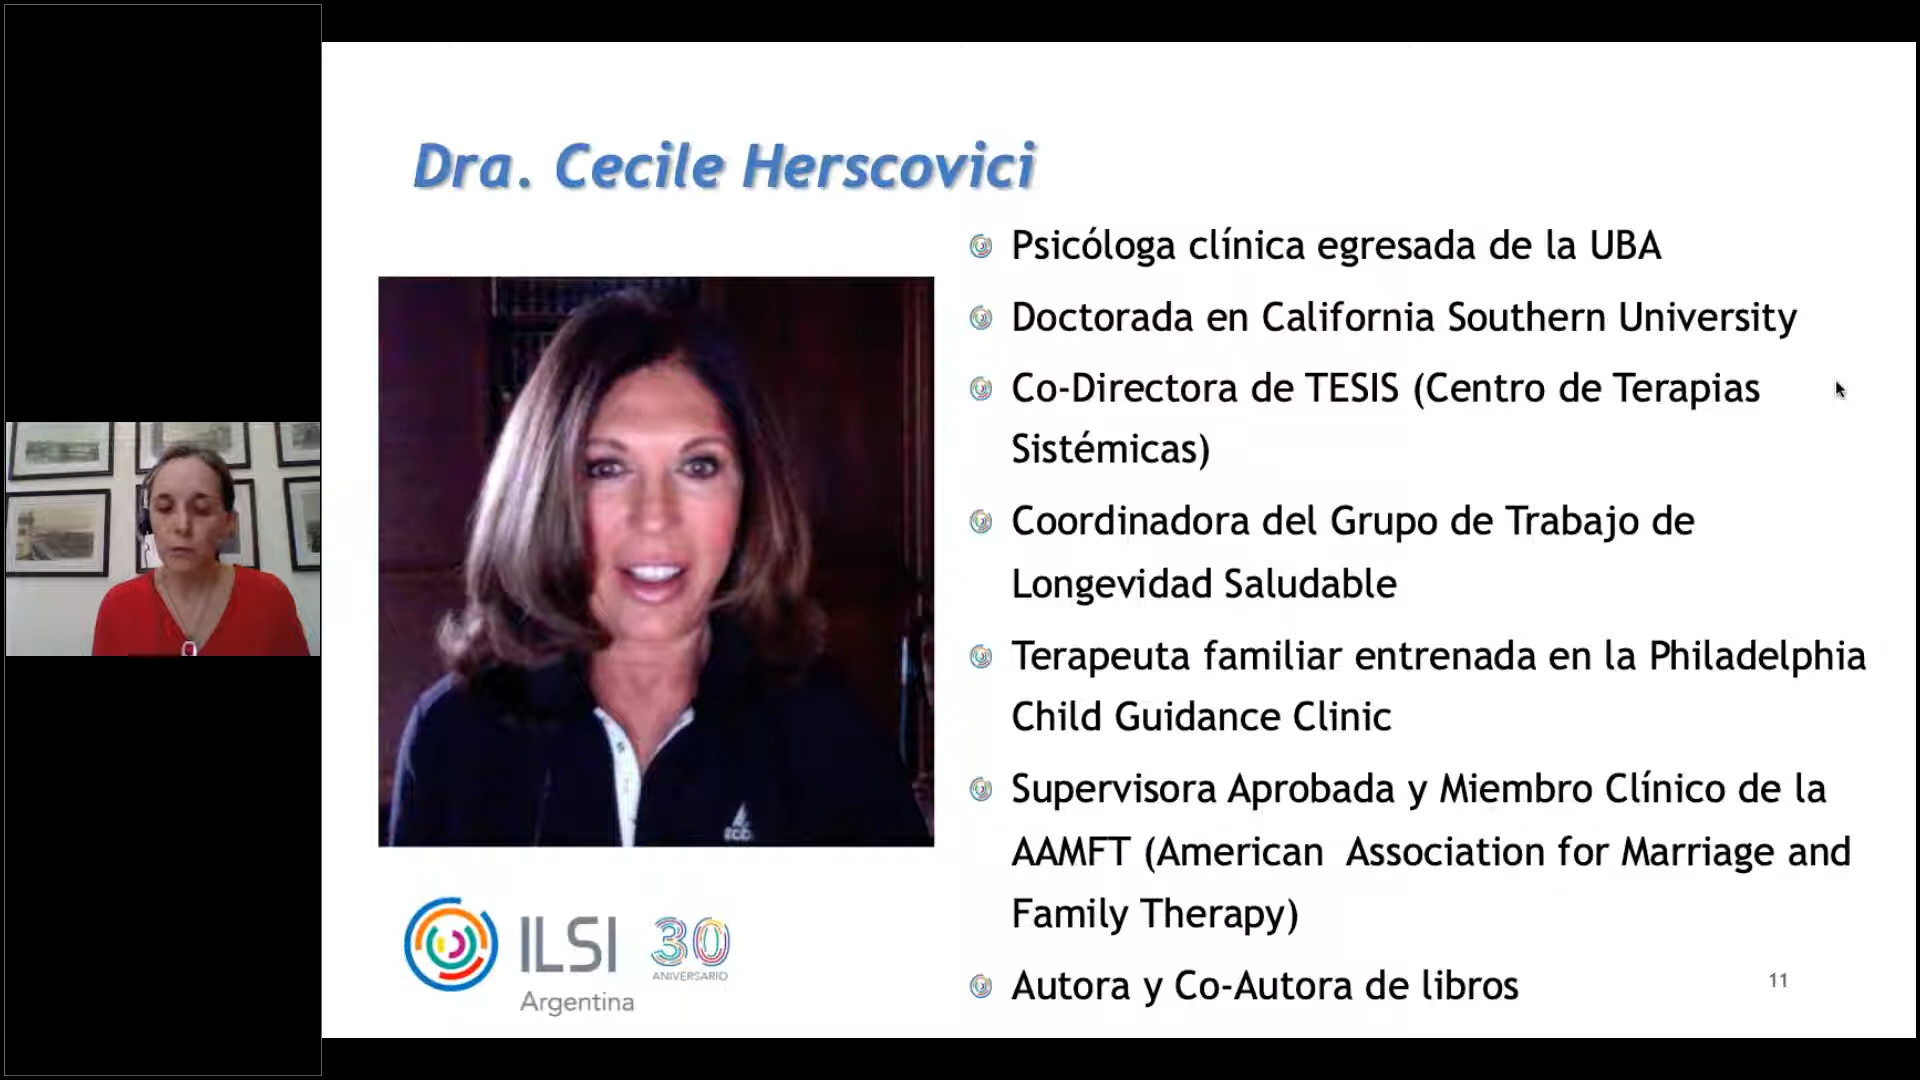 Dra. Cecile Herscovici
Psicóloga clínica egresada de la UBA
Doctorada en California Southern University
Co-Directora de TESIS (Centro de Terapias
Sistémicas)
Coordinadora del Grupo de Trabajo de
Longevidad Saludable
Terapeuta familiar entrenada en la Philadelphia
Child Guidance Clinic
Supervisora Aprobada y Miembro Clínico de la
AAMFT (American Association for Marriage and
Family Therapy)
Autora y Co-Autora de libros
ILSI
Argentina
30
ANIVERSARIO
11